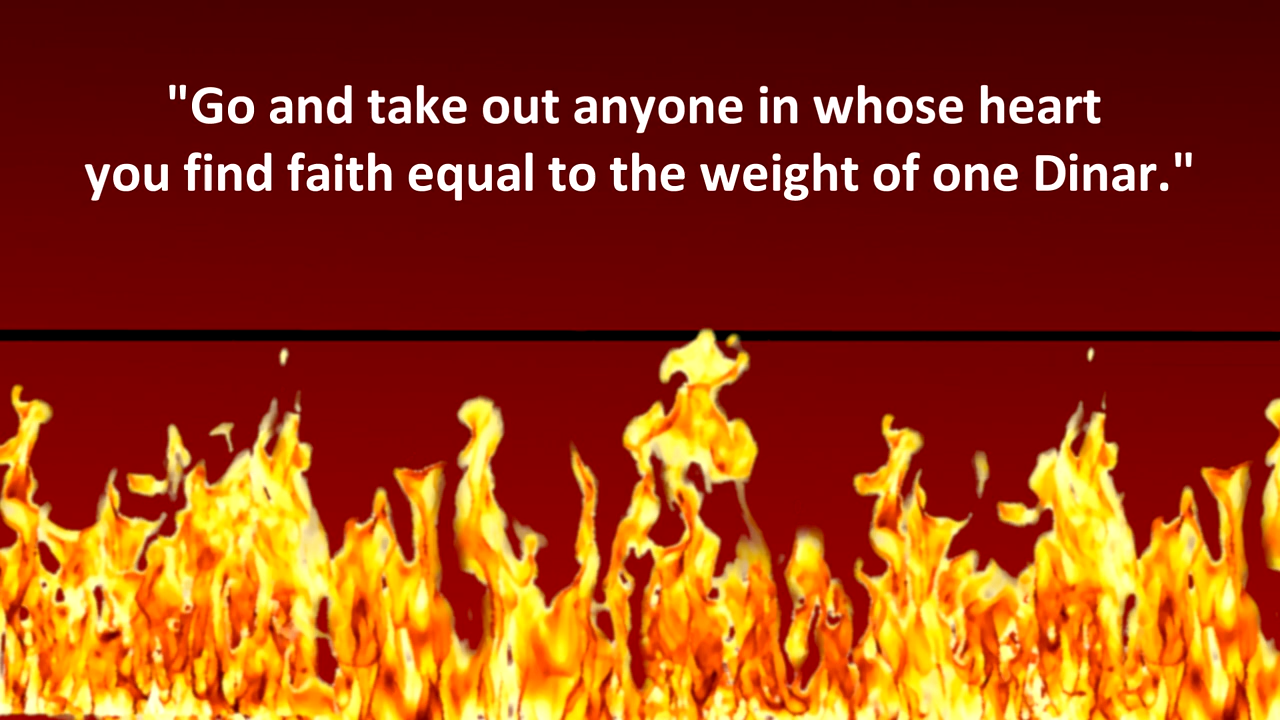 "Go and take out anyone in whose heart
you find faith equal to the weight of one Dinar."